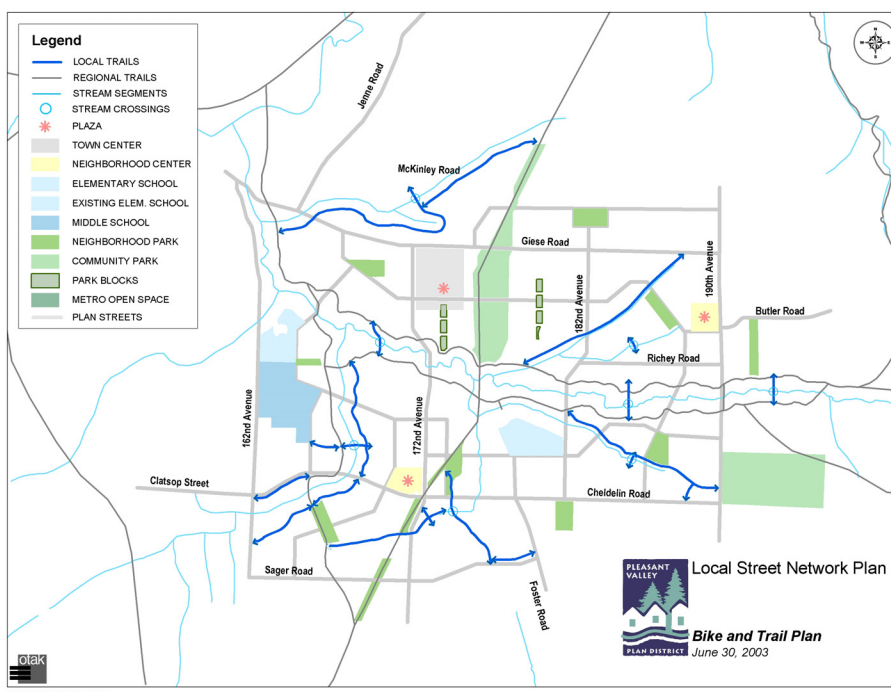 Legend
LOCAL TRAILS
REGIONAL TRAILS
STREAM SEGMENTS
STREAM CROSSINGS
PLAZA
TOWN CENTER
NEIGHBORHOOD CENTER
ELEMENTARY SCHOOL
EXISTING ELEM. SCHOOL
MIDDLE SCHOOL
NEIGHBORHOOD PARK
COMMUNITY PARK
PARK BLOCKS
METRO OPEN SPACE
PLAN STREETS
Jenne Road
McKinley Road
Giese Road
182nd Avenue
190th Avenue
Butler Road
Richey Road
162nd Avenue
172nd Avenue
Clatsop Street
Cheldelin Road
Sager Road
Foster Road
PLEASANT
VALLEY
PLAN DISTRICT
Local Street Network Plan
Bike and Trail Plan
June 30, 2003
otak